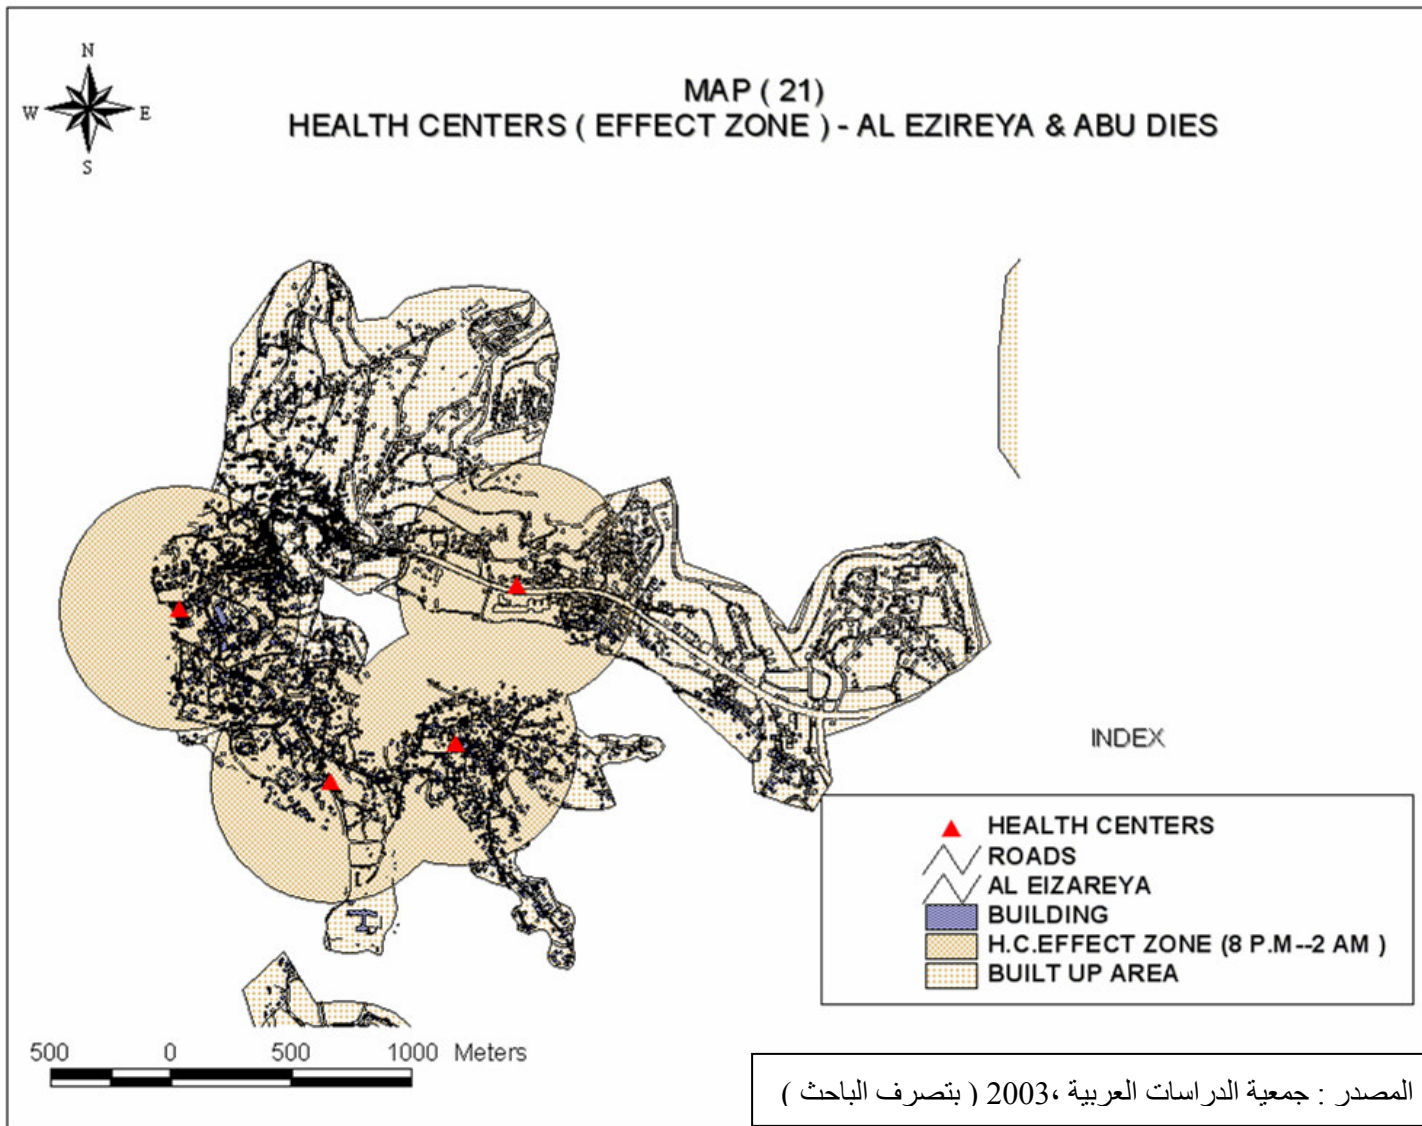 N
W E
S
MAP ( 21)
HEALTH CENTERS ( EFFECT ZONE ) - AL EZIREYA & ABU DIES
INDEX
HEALTH CENTERS
ROADS
AL EIZAREYA
BUILDING
H.C.EFFECT ZONE (8 P.M--2 AM )
BUILT UP AREA
500 0 500 1000 Meters
المصدر : جمعية الدراسات العربية ،2003 ( بتصرف الباحث )